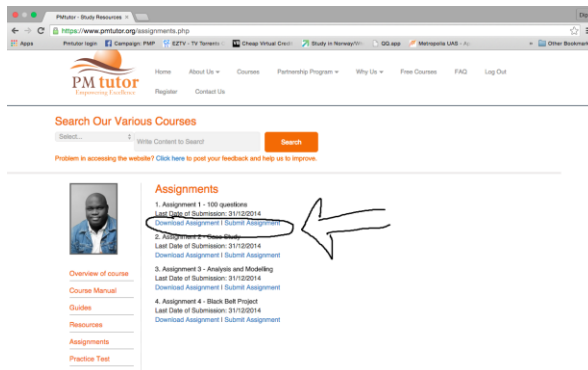 PMtutor - Study Resources ×
https://www.pmtutor.org/assignments.php
Apps Pmtutor login Campaign: PMP EZTV - TV Torrents Cheap Virtual Credi Study in Norway/Wri GQ app Metropolia UAS - Ap » Other Bookmark
PM tutor
Empowering Excellence
Home About Us Courses Partnership Program Why Us Free Courses FAQ Log Out
Register Contact Us
Search Our Various Courses
Select... Write Content to Search! Search
Problem in accessing the website? Click here to post your feedback and help us to improve.
Assignments
1. Assignment 1 - 100 questions
Last Date of Submission: 31/12/2014
Download Assignment I Submit Assignment
2. Assignment 2 - Case Study
Last Date of Submission: 31/12/2014
Download Assignment I Submit Assignment
3. Assignment 3 - Analysis and Modelling
Last Date of Submission: 31/12/2014
Download Assignment I Submit Assignment
4. Assignment 4 - Black Belt Project
Last Date of Submission: 31/12/2014
Download Assignment I Submit Assignment
Overview of course
Course Manual
Guides
Resources
Assignments
Practice Test